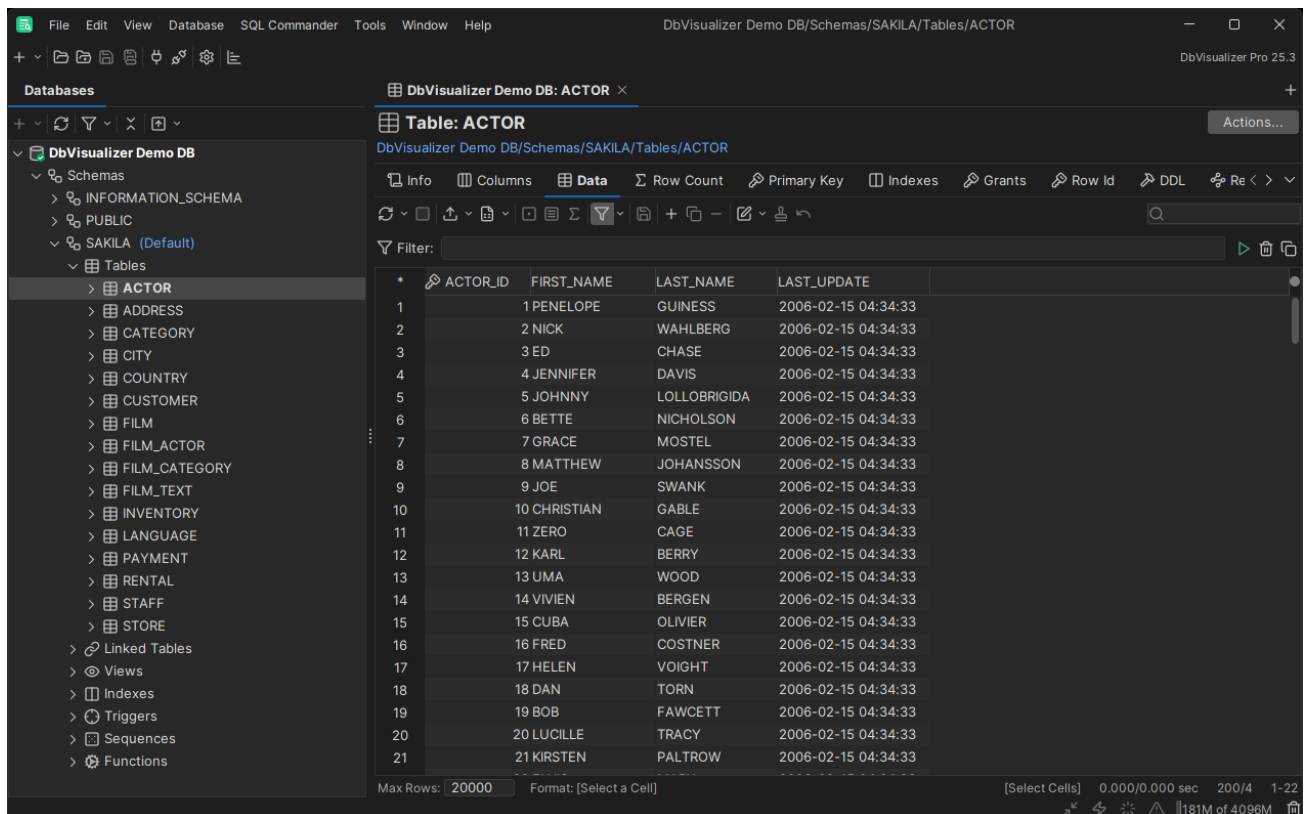 File Edit View Database SQL Commander Tools Window Help DbVisualizer Demo DB/Schemas/SAKILA/Tables/ACTOR
DbVisualizer Pro 25.3
Databases
DbVisualizer Demo DB
Schemas
INFORMATION_SCHEMA
PUBLIC
SAKILA (Default)
Tables
ACTOR
ADDRESS
CATEGORY
CITY
COUNTRY
CUSTOMER
FILM
FILM_ACTOR
FILM_CATEGORY
FILM_TEXT
INVENTORY
LANGUAGE
PAYMENT
RENTAL
STAFF
STORE
Linked Tables
Views
Indexes
Triggers
Sequences
Functions
DbVisualizer Demo DB: ACTOR
Table: ACTOR Actions...
DbVisualizer Demo DB/Schemas/SAKILA/Tables/ACTOR
Info Columns Data Row Count Primary Key Indexes Grants Row Id DDL Re
Filter:
* ACTOR_ID FIRST_NAME LAST_NAME LAST_UPDATE
1 1 PENELOPE GUINESS 2006-02-15 04:34:33
2 2 NICK WAHLBERG 2006-02-15 04:34:33
3 3 ED CHASE 2006-02-15 04:34:33
4 4 JENNIFER DAVIS 2006-02-15 04:34:33
5 5 JOHNNY LOLLOBRIGIDA 2006-02-15 04:34:33
6 6 BETTE NICHOLSON 2006-02-15 04:34:33
7 7 GRACE MOSTEL 2006-02-15 04:34:33
8 8 MATTHEW JOHANSSON 2006-02-15 04:34:33
9 9 JOE SWANK 2006-02-15 04:34:33
10 10 CHRISTIAN GABLE 2006-02-15 04:34:33
11 11 ZERO CAGE 2006-02-15 04:34:33
12 12 KARL BERRY 2006-02-15 04:34:33
13 13 UMA WOOD 2006-02-15 04:34:33
14 14 VIVIEN BERGEN 2006-02-15 04:34:33
15 15 CUBA OLIVIER 2006-02-15 04:34:33
16 16 FRED COSTNER 2006-02-15 04:34:33
17 17 HELEN VOIGHT 2006-02-15 04:34:33
18 18 DAN TORN 2006-02-15 04:34:33
19 19 BOB FAWCETT 2006-02-15 04:34:33
20 20 LUCILLE TRACY 2006-02-15 04:34:33
21 21 KIRSTEN PALTROW 2006-02-15 04:34:33
Max Rows: 20000 Format: [Select a Cell] [Select Cells] 0.000/0.000 sec 200/4 1-22
181M of 4096M